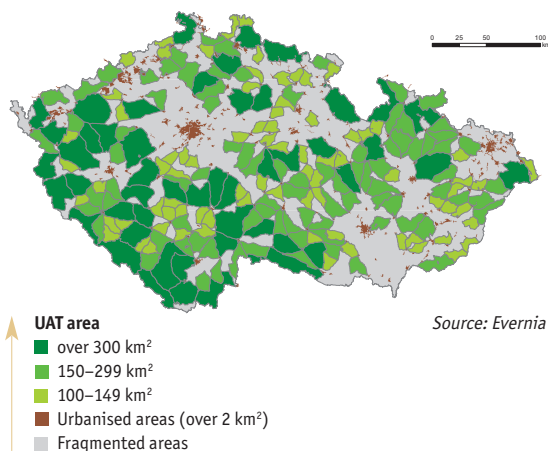 0 25 50 100
km
UAT area
Source: Evernia
over 300 km²
150–299 km²
100–149 km²
Urbanised areas (over 2 km²)
Fragmented areas